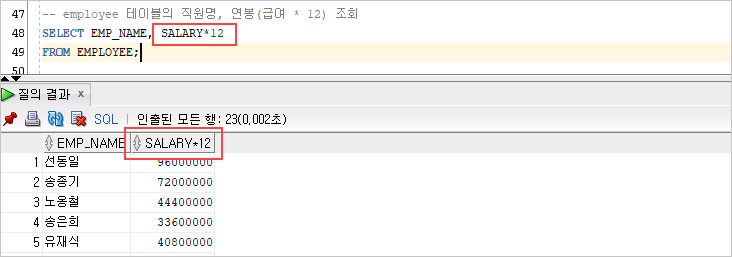 47 -- employee 테이블의 직원명, 연봉(급여 * 12) 조회
48 SELECT EMP_NAME, SALARY*12
49 FROM EMPLOYEE;
50
질의 결과 x
SQL | 인출된 모든 행: 23(0,002초)
EMP_NAME SALARY*12
1 선동일 96000000
2 송종기 72000000
3 노옹철 44400000
4 송은희 33600000
5 유재식 40800000